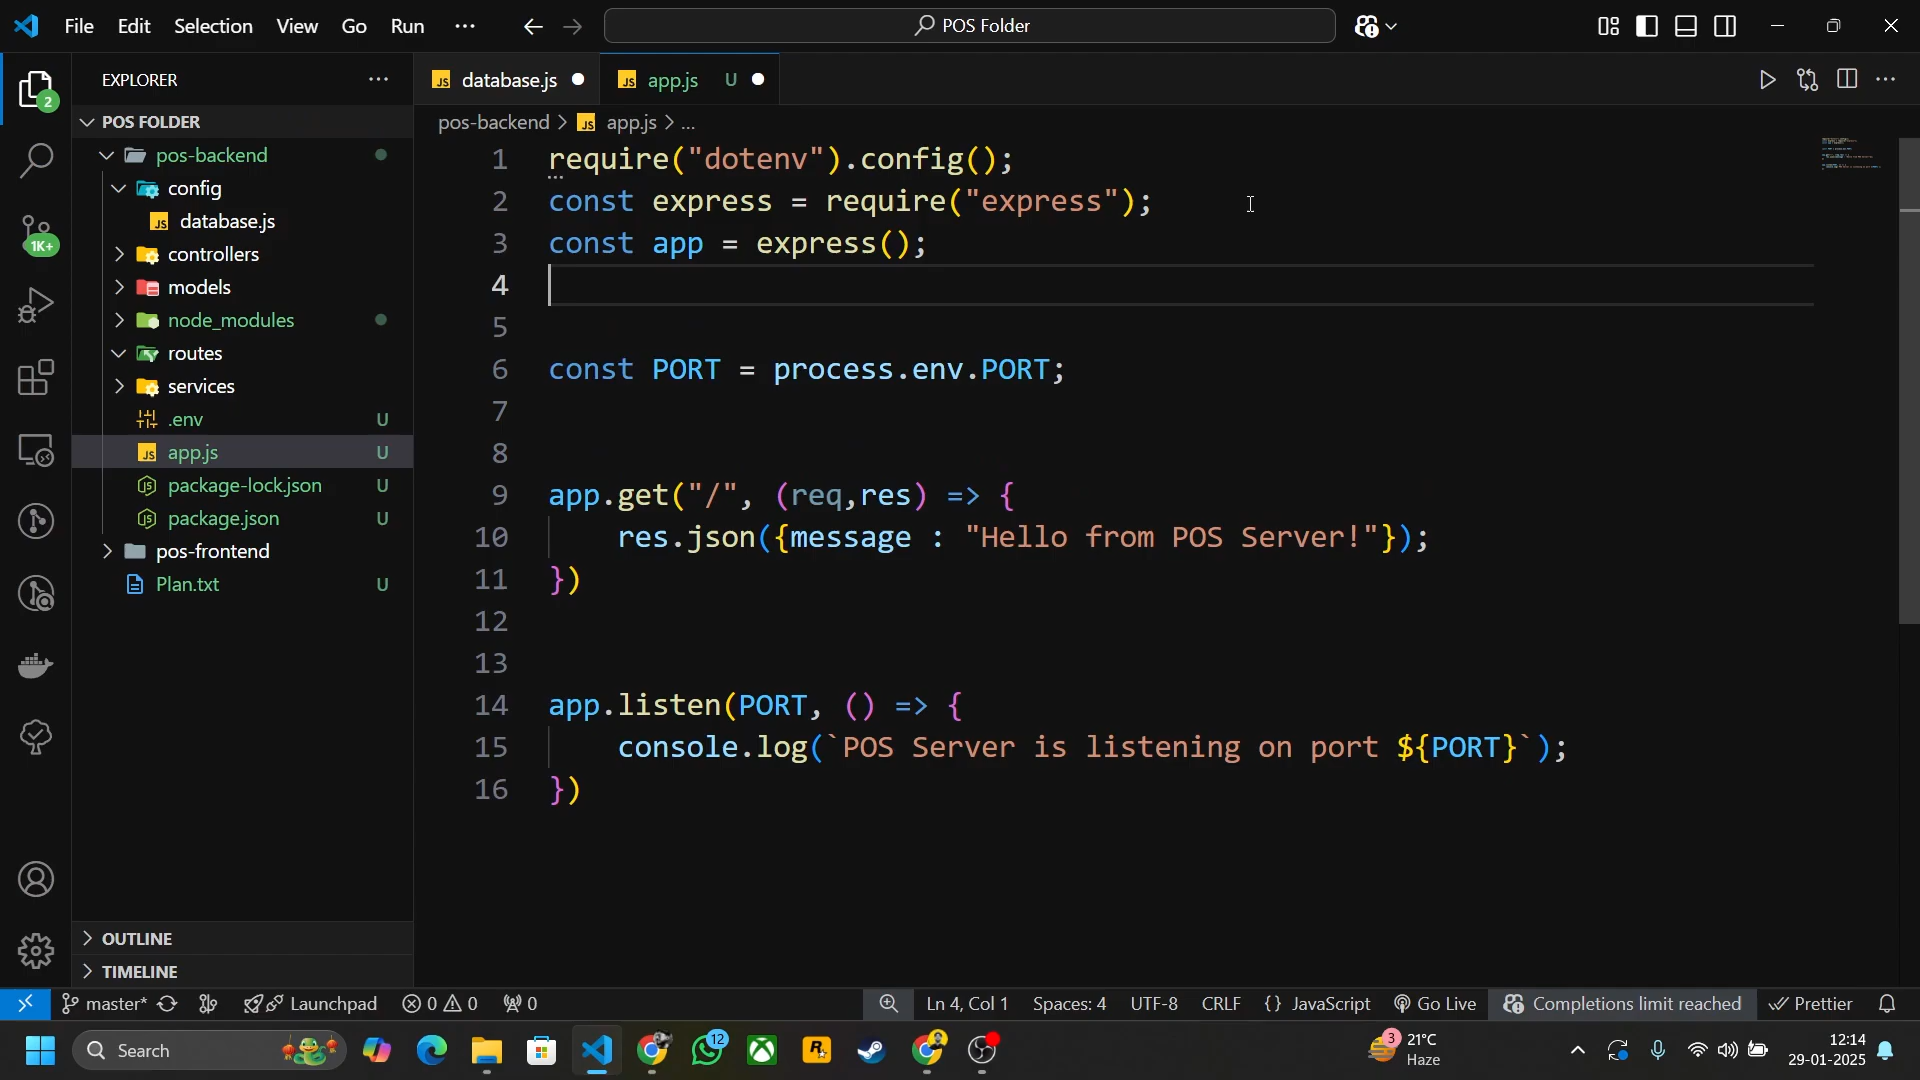 File Edit Selection View Go Run ··· POS Folder
EXPLORER ···
database.js
app.js U
POS FOLDER
pos-backend > app.js > ...
pos-backend
config
database.js
controllers
models
node_modules
routes
services
.env U
app.js U
package-lock.json U
package.json U
pos-frontend
Plan.txt U
OUTLINE
TIMELINE
2
1K+
1 require("dotenv").config();
2 const express = require("express");
3 const app = express();
4
5
6 const PORT = process.env.PORT;
7
8
9 app.get("/", (req,res) => {
10 res.json({message : "Hello from POS Server!"});
11 })
12
13
14 app.listen(PORT, () => {
15 console.log(`POS Server is listening on port ${PORT}`);
16 })
master* Launchpad 0 0 0 Ln 4, Col 1 Spaces: 4 UTF-8 CRLF {} JavaScript Go Live Completions limit reached Prettier
Search 12 3 21°C 12:14
Haze 29-01-2025